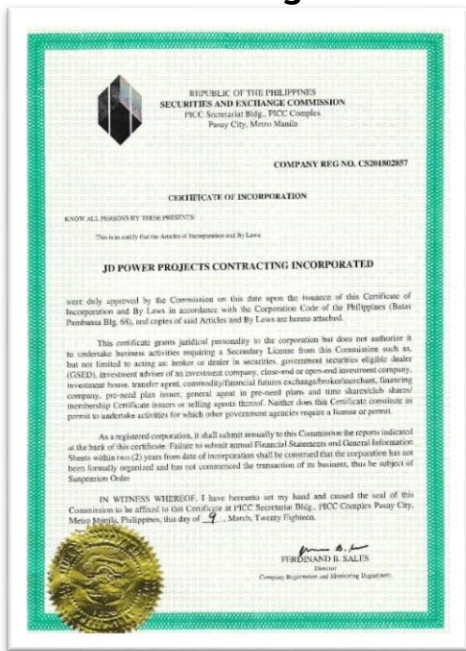 REPUBLIC OF THE PHILIPPINES
SECURITIES AND EXCHANGE COMMISSION
PICC Secretariat Bldg., PICC Complex
Pasay City, Metro Manila
COMPANY REG NO. CS201802857
CERTIFICATE OF INCORPORATION
KNOW ALL PERSONS BY THESE PRESENTS:
This is to certify that the Articles of Incorporation and By Laws
JD POWER PROJECTS CONTRACTING INCORPORATED
were duly approved by the Commission on this date upon the issuance of this Certificate of
Incorporation and By Laws in accordance with the Corporation Code of the Philippines (Batas
Pambansa Blg. 68), and copies of said Articles and By Laws are hereto attached.
This certificate grants juridical personality to the corporation but does not authorize it
to undertake business activities requiring a Secondary License from this Commission such as,
but not limited to acting as: broker or dealer in securities, government securities eligible dealer
(GSED), investment adviser of an investment company, close-end or open-end investment company,
investment house, transfer agent, commodity/financial futures exchange/broker/merchant, financing
company, pre-need plan issuer, general agent in pre-need plans and time shares/club shares/
membership Certificate issuers or selling agents thereof. Neither does this Certificate constitute as
permit to undertake activities for which other government agencies require a license or permit.
As a registered corporation, it shall submit annually to this Commission the reports indicated
at the back of this certificate. Failure to submit annual Financial Statements and General Information
Sheets within two (2) years from date of incorporation shall be construed that the corporation has not
been formally organized and has not commenced the transaction of its business, thus be subject of
Suspension Order
IN WITNESS WHEREOF, I have hereunto set my hand and caused the seal of this
Commission to be affixed to this Certificate at PICC Secretariat Bldg., PICC Complex Pasay City,
Metro Manila, Philippines, this day of 9, March, Twenty Eighteen.
FERDINAND B. SALES
Director
Company Registration and Monitoring Department